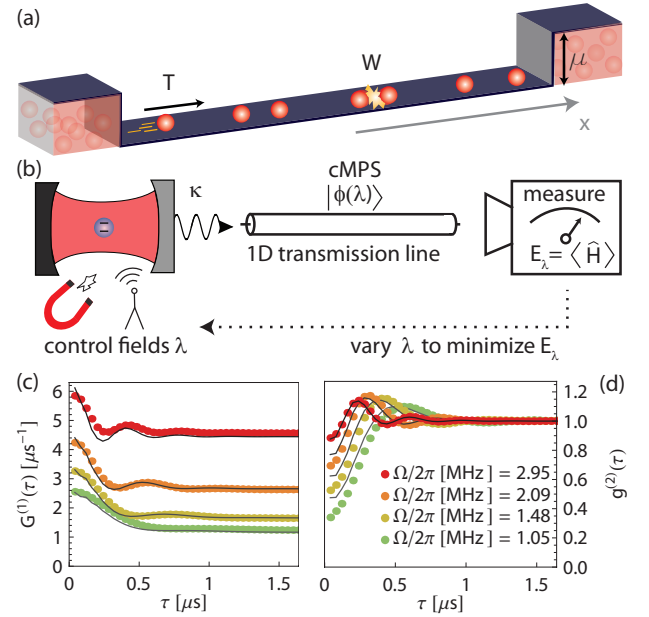 (a)
T
W
μ
x
(b)
κ
cMPS
|ϕ(λ)⟩
1D transmission line
measure
E_λ = ⟨Ĥ⟩
control fields λ
vary λ to minimize E_λ
(c)
(d)
G⁽¹⁾(τ) [μs⁻¹]
6
5
4
3
2
1
0
0
0.5
1
1.5
τ [μs]
Ω/2π [MHz] = 2.95
Ω/2π [MHz] = 2.09
Ω/2π [MHz] = 1.48
Ω/2π [MHz] = 1.05
0
0.5
1
1.5
τ [μs]
1.2
1.0
0.8
0.6
0.4
0.2
0.0
g⁽²⁾(τ)